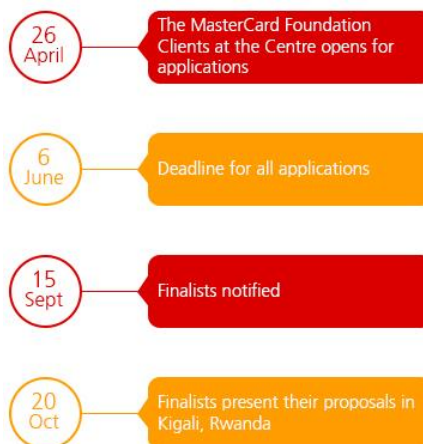 26
April
The MasterCard Foundation
Clients at the Centre opens for
applications
6
June
Deadline for all applications
15
Sept
Finalists notified
20
Oct
Finalists present their proposals in
Kigali, Rwanda